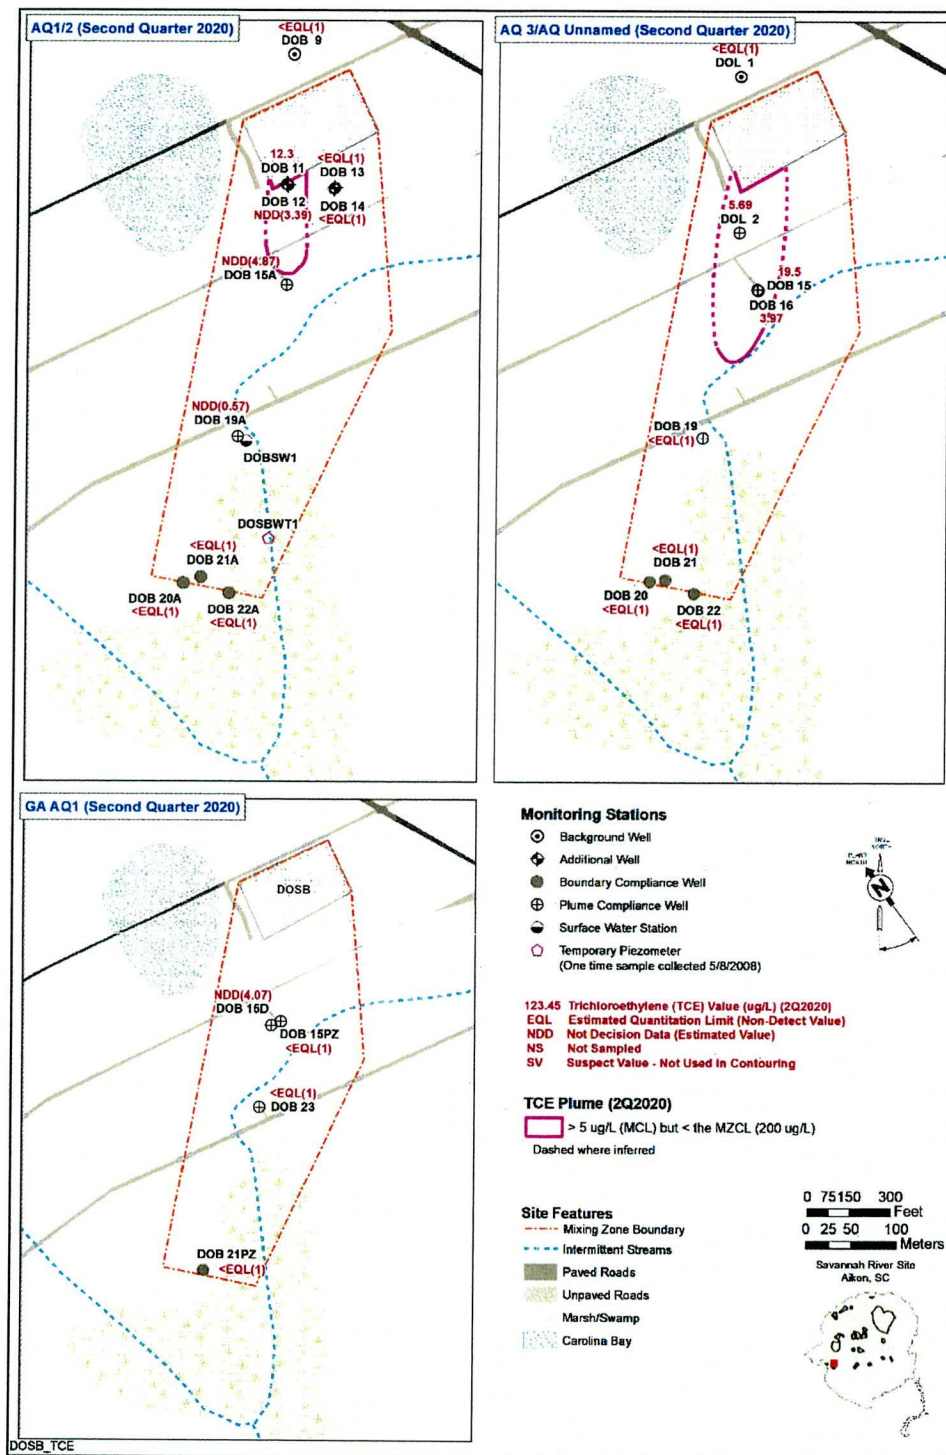 AQ1/2 (Second Quarter 2020)
<EQL(1)
DOB 9
12.3
DOB 11
<EQL(1)
DOB 13
DOB 12
NDD(3.39)
DOB 14
<EQL(1)
NDD(4.87)
DOB 15A
NDD(0.57)
DOB 19A
DOBSW1
DOSBWT1
<EQL(1)
DOB 21A
DOB 20A
<EQL(1)
DOB 22A
<EQL(1)
AQ 3/AQ Unnamed (Second Quarter 2020)
<EQL(1)
DOL 1
5.69
DOL 2
19.5
DOB 15
DOB 16
3.97
DOB 19
<EQL(1)
<EQL(1)
DOB 21
DOB 20
<EQL(1)
DOB 22
<EQL(1)
GA AQ1 (Second Quarter 2020)
DOSB
NDD(4.07)
DOB 15D
DOB 15PZ
<EQL(1)
<EQL(1)
DOB 23
DOB 21PZ
<EQL(1)
Monitoring Stations
Background Well
Additional Well
Boundary Compliance Well
Plume Compliance Well
Surface Water Station
Temporary Piezometer
(One time sample collected 5/8/2008)
TRUE
NORTH
PLANT
NORTH
N
123.45 Trichloroethylene (TCE) Value (ug/L) (2Q2020)
EQL Estimated Quantitation Limit (Non-Detect Value)
NDD Not Decision Data (Estimated Value)
NS Not Sampled
SV Suspect Value - Not Used in Contouring
TCE Plume (2Q2020)
> 5 ug/L (MCL) but < the MZCL (200 ug/L)
Dashed where inferred
Site Features
Mixing Zone Boundary
Intermittent Streams
Paved Roads
Unpaved Roads
Marsh/Swamp
Carolina Bay
0 75 150 300
Feet
0 25 50 100
Meters
Savannah River Site
Aiken, SC
DOSB_TCE